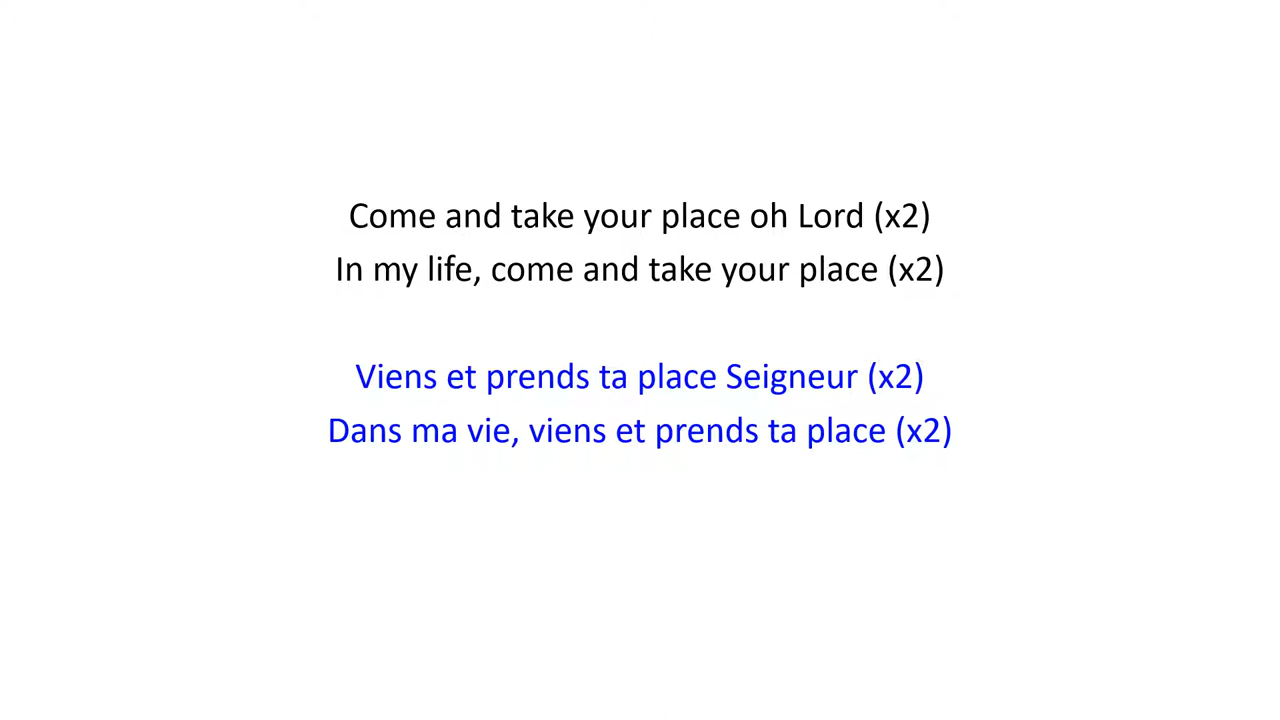 Come and take your place oh Lord (x2)
In my life, come and take your place (x2)
Viens et prends ta place Seigneur (x2)
Dans ma vie, viens et prends ta place (x2)